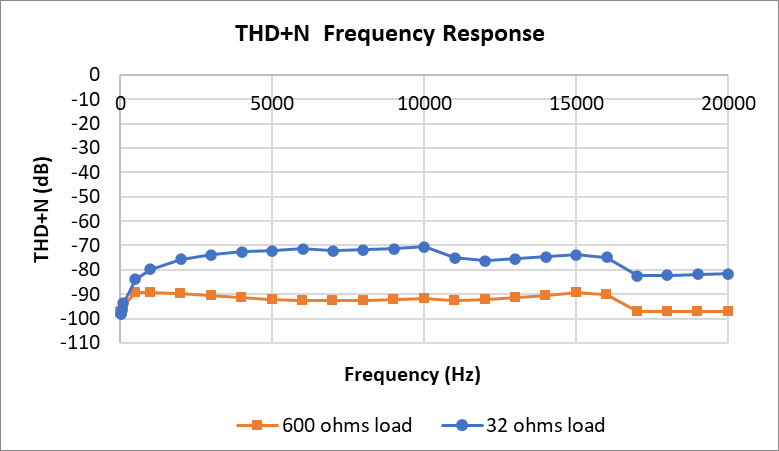 THD+N  Frequency Response
0
-10
-20
-30
-40
-50
-60
-70
-80
-90
-100
-110
0 5000 10000 15000 20000
THD+N (dB)
Frequency (Hz)
600 ohms load 32 ohms load